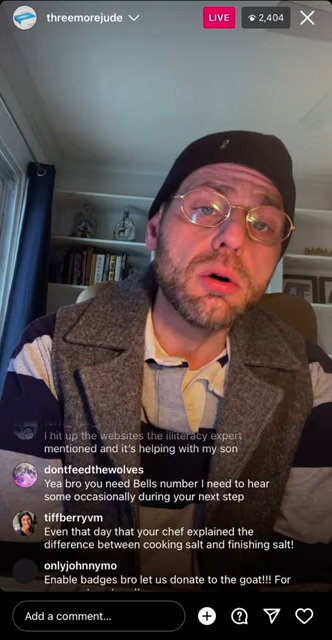 threemorejude
LIVE
2,404
I hit up the websites the illiteracy expert
mentioned and it's helping with my son
dontfeedthewolves
Yea bro you need Bells number I need to hear
some occasionally during your next step
tiffberryvm
Even that day that your chef explained the
difference between cooking salt and finishing salt!
onlyjohnnymo
Enable badges bro let us donate to the goat!!! For
Add a comment...